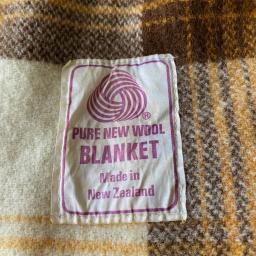 ®
PURE NEW WOOL
BLANKET
Made in
New Zealand